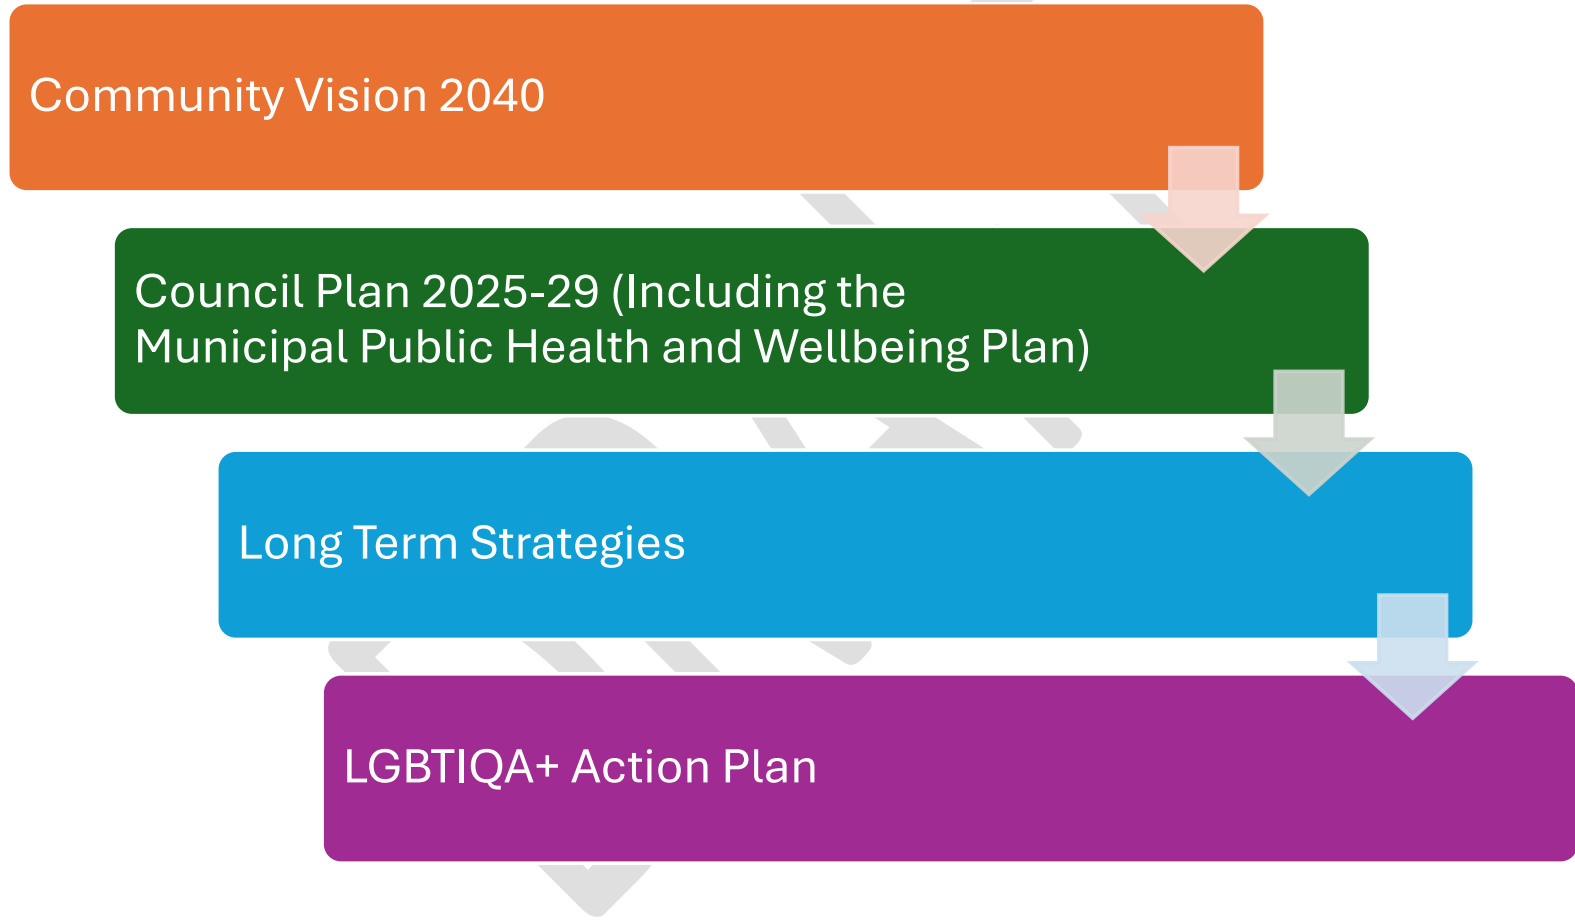 Community Vision 2040
Council Plan 2025-29 (Including the
Municipal Public Health and Wellbeing Plan)
Long Term Strategies
LGBTIQA+ Action Plan